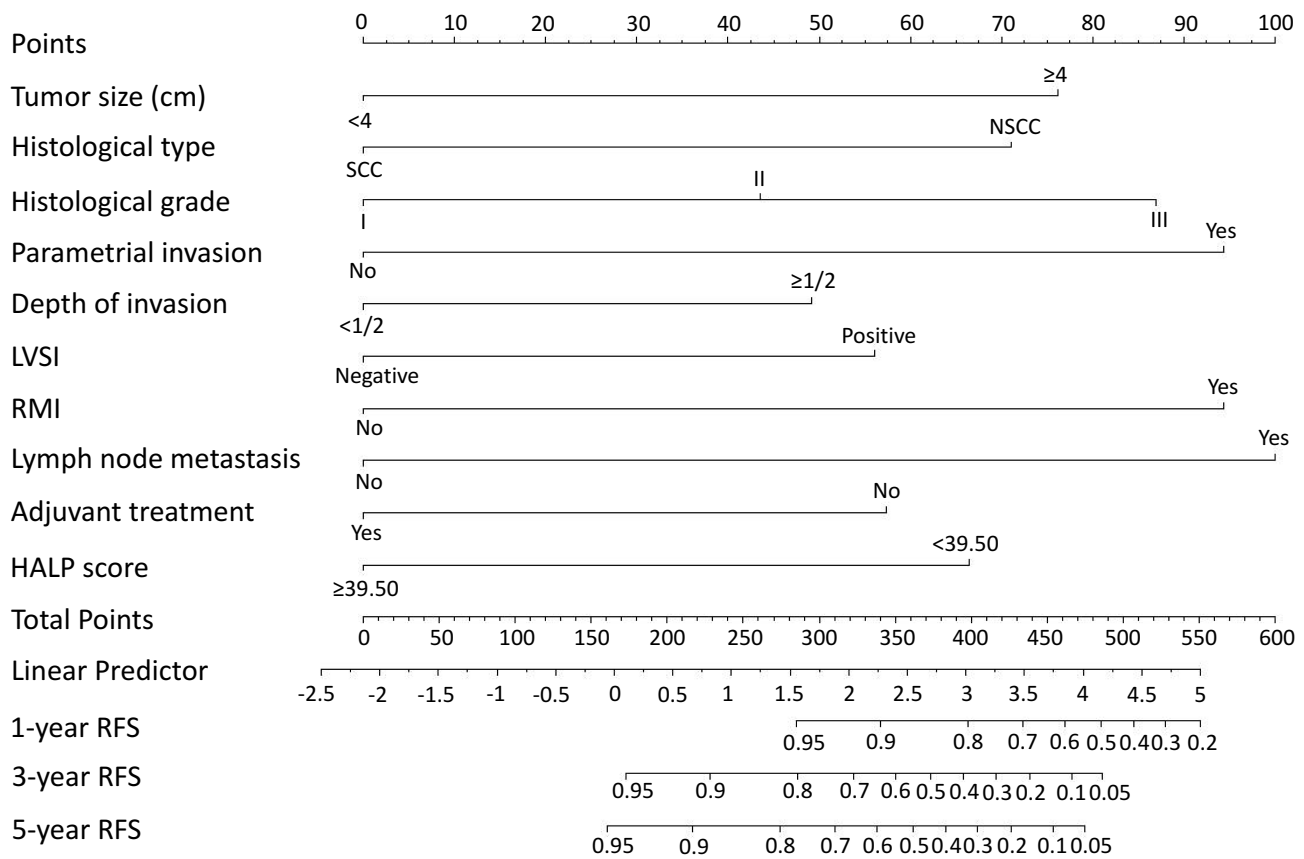 Points 0 10 20 30 40 50 60 70 80 90 100
Tumor size (cm) <4 ≥4
Histological type SCC NSCC
Histological grade I II III
Parametrial invasion No Yes
Depth of invasion <1/2 ≥1/2
LVSI Negative Positive
RMI No Yes
Lymph node metastasis No Yes
Adjuvant treatment Yes No
HALP score ≥39.50 <39.50
Total Points 0 50 100 150 200 250 300 350 400 450 500 550 600
Linear Predictor -2.5 -2 -1.5 -1 -0.5 0 0.5 1 1.5 2 2.5 3 3.5 4 4.5 5
1-year RFS 0.95 0.9 0.8 0.7 0.6 0.5 0.4 0.3 0.2
3-year RFS 0.95 0.9 0.8 0.7 0.6 0.5 0.4 0.3 0.2 0.1 0.05
5-year RFS 0.95 0.9 0.8 0.7 0.6 0.5 0.4 0.3 0.2 0.1 0.05